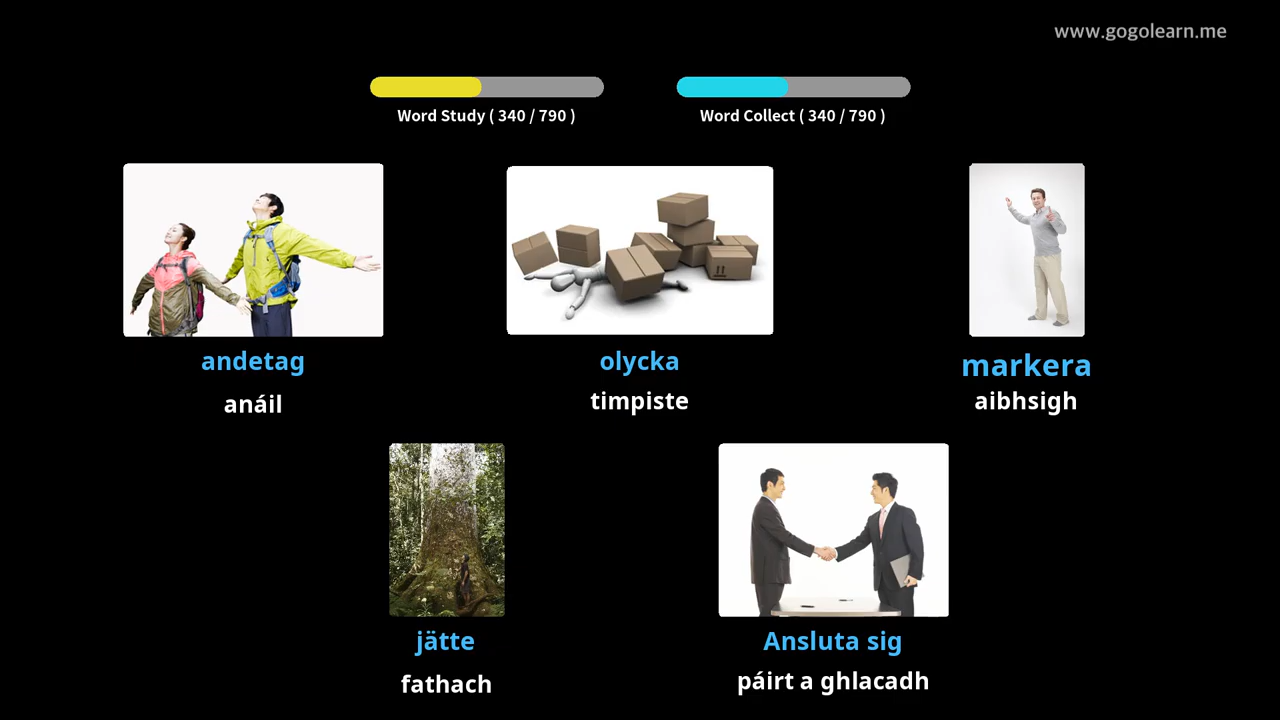 www.gogolearn.me
Word Study ( 340 / 790 )
Word Collect ( 340 / 790 )
andetag
anáil
olycka
timpiste
markera
aibhsigh
jätte
fathach
Ansluta sig
páirt a ghlacadh